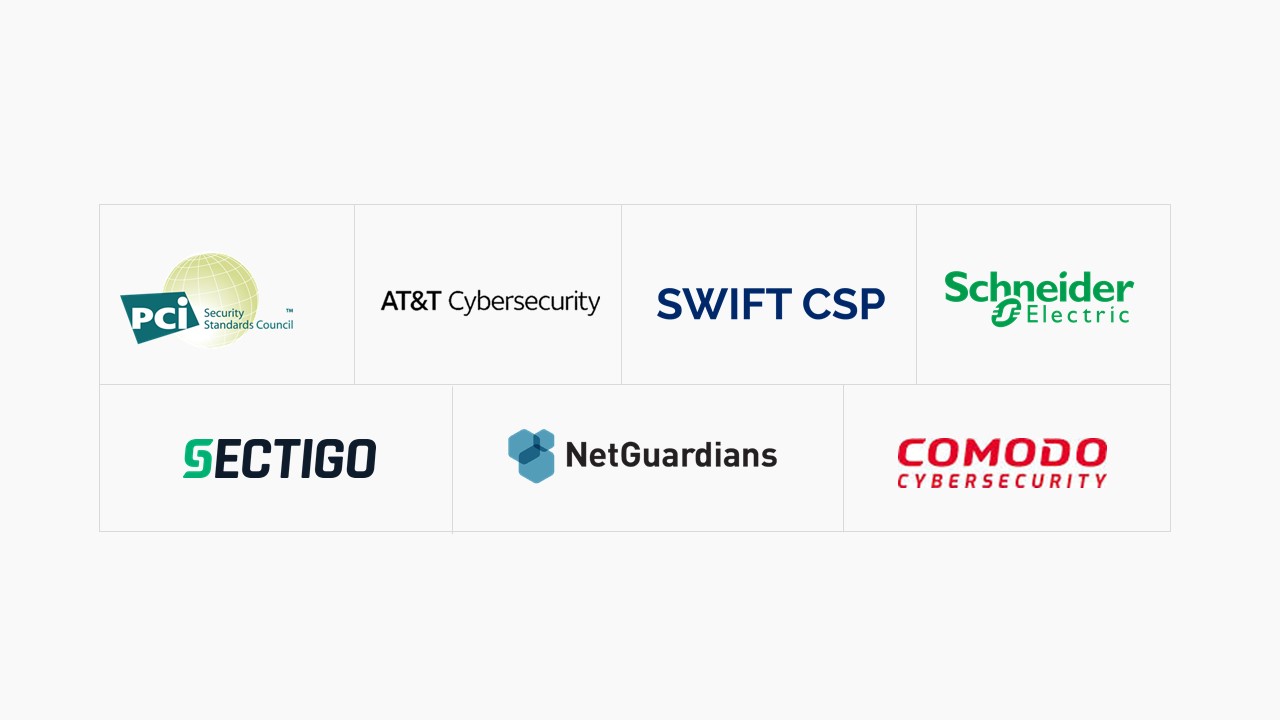 PCi Security
Standards Council ™
AT&T Cybersecurity
SWIFT CSP
Schneider
Electric
SECTIGO
NetGuardians
COMODO
CYBERSECURITY